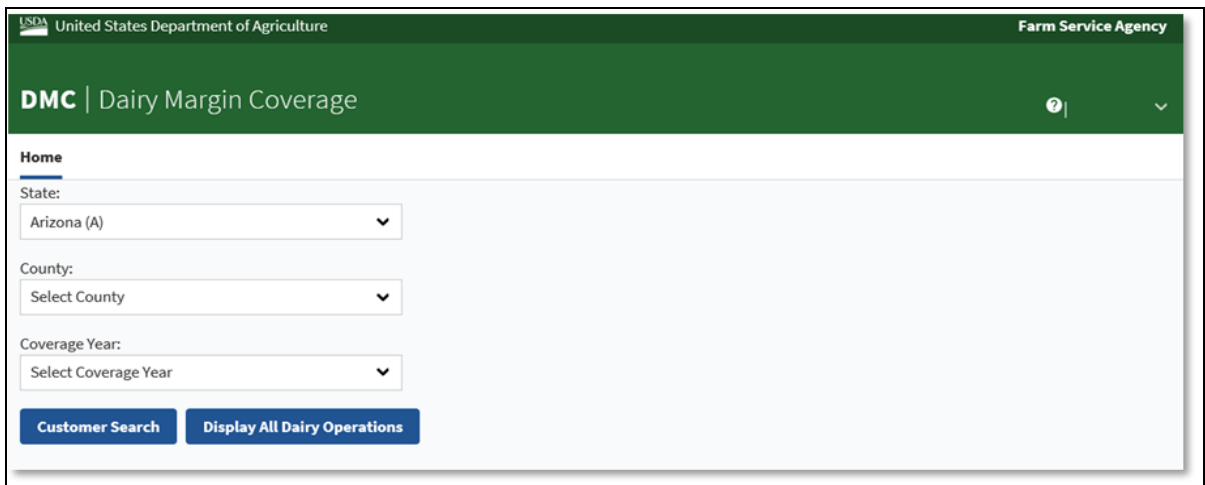 USDA United States Department of Agriculture Farm Service Agency
DMC | Dairy Margin Coverage ? |
Home
State:
Arizona (A)
County:
Select County
Coverage Year:
Select Coverage Year
Customer Search Display All Dairy Operations